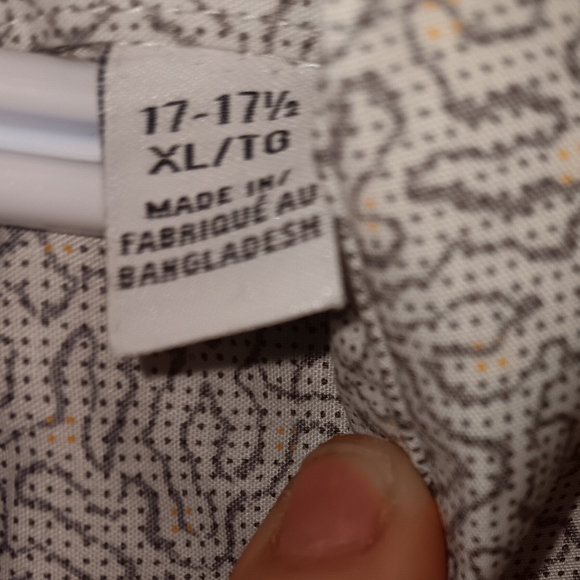 17-17½
XL/TG
MADE IN/
FABRIQUÉ AU
BANGLADESH